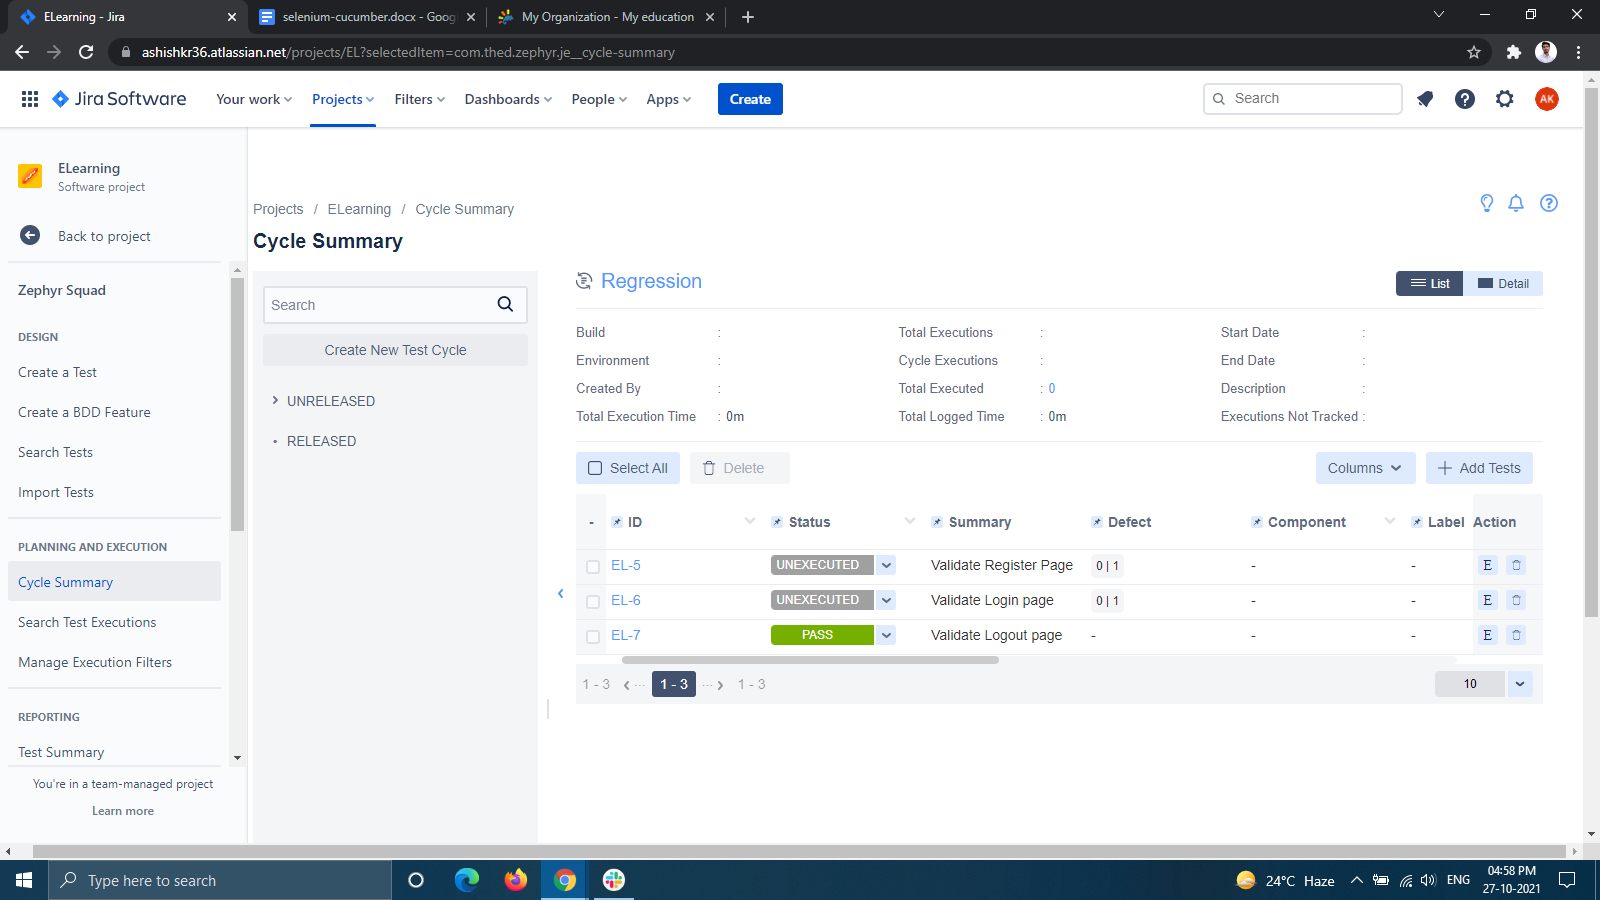 ELearning - Jira
selenium-cucumber.docx - Goog
My Organization - My education
ashishkr36.atlassian.net/projects/EL?selectedItem=com.thed.zephyr.je__cycle-summary
Jira Software
Your work
Projects
Filters
Dashboards
People
Apps
Create
Search
AK
ELearning
Software project
Back to project
Zephyr Squad
DESIGN
Create a Test
Create a BDD Feature
Search Tests
Import Tests
PLANNING AND EXECUTION
Cycle Summary
Search Test Executions
Manage Execution Filters
REPORTING
Test Summary
You're in a team-managed project
Learn more
Projects / ELearning / Cycle Summary
Cycle Summary
Search
Create New Test Cycle
UNRELEASED
RELEASED
Regression
List
Detail
Build : Total Executions : Start Date :
Environment : Cycle Executions : End Date :
Created By : Total Executed : 0 Description :
Total Execution Time : 0m Total Logged Time : 0m Executions Not Tracked :
Select All
Delete
Columns
Add Tests
- ID Status Summary Defect Component Label Action
EL-5 UNEXECUTED Validate Register Page 0 | 1 - - E
EL-6 UNEXECUTED Validate Login page 0 | 1 - - E
EL-7 PASS Validate Logout page - - - E
1 - 3 ‹ ··· 1 - 3 ··· › 1 - 3
10
Type here to search
24°C Haze
ENG
04:58 PM
27-10-2021